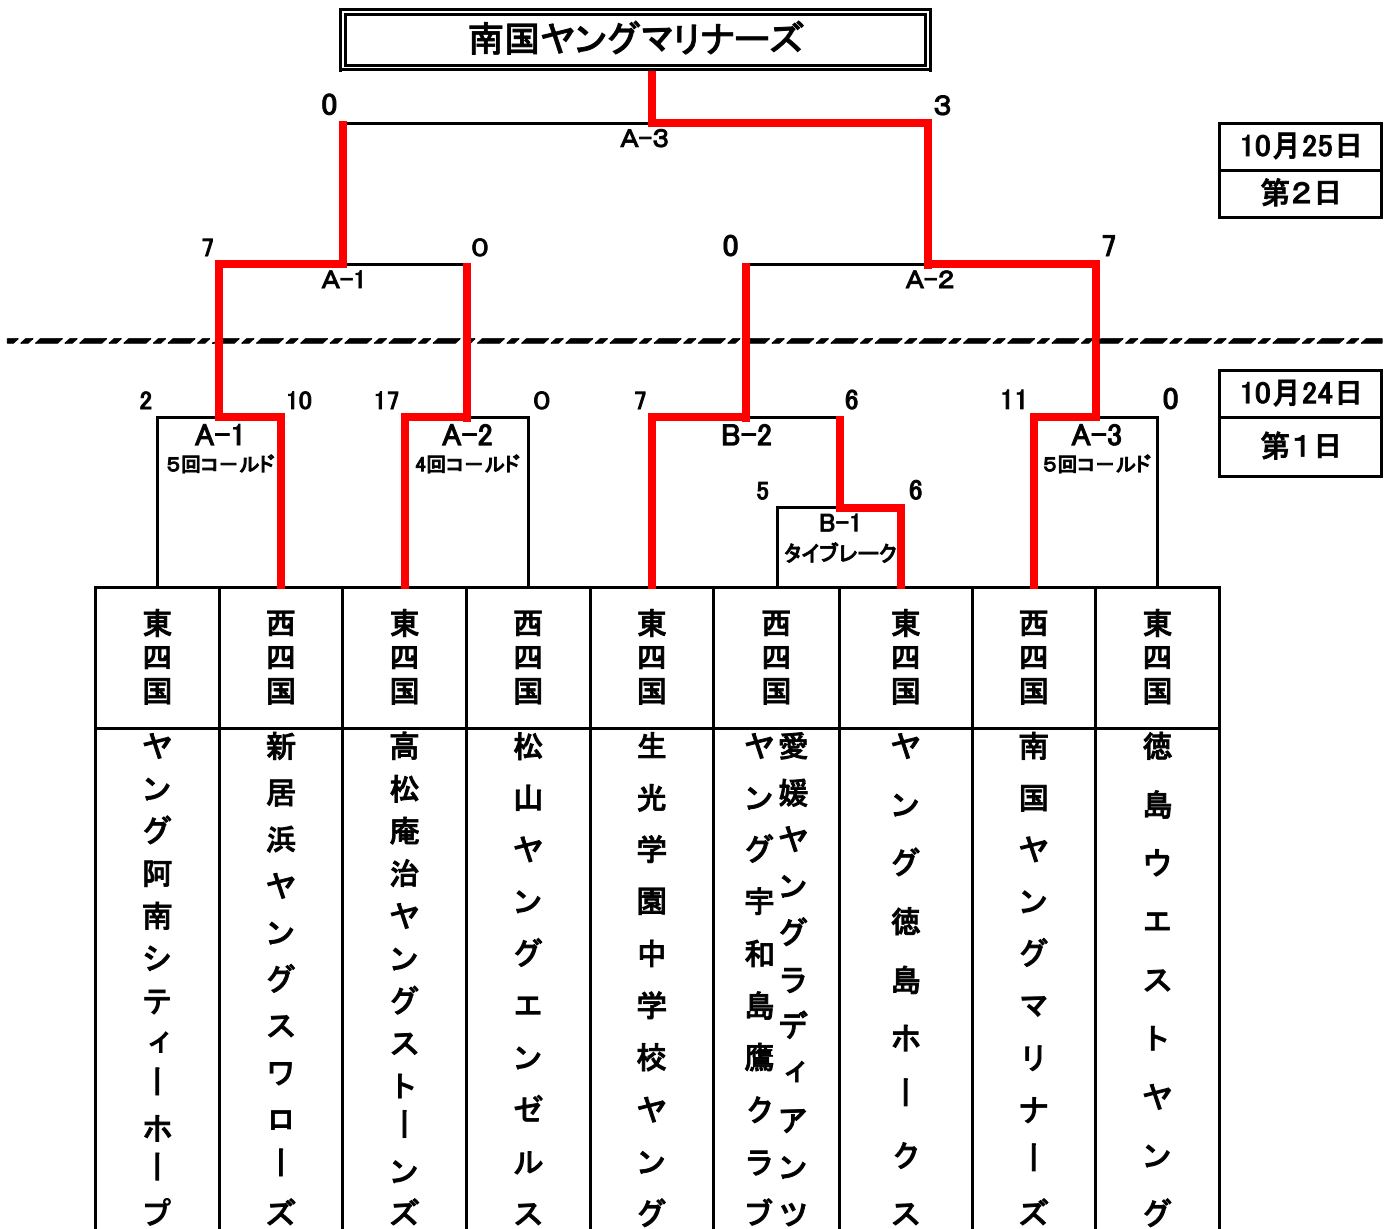 南国ヤングマリナーズ
0
3
A-3
10月25日
第2日
7
0
0
7
A-1
A-2
10月24日
第1日
2
10
17
0
7
6
11
0
A-1
5回コールド
A-2
4回コールド
B-2
A-3
5回コールド
5
6
B-1
タイブレーク
東四国
西四国
東四国
西四国
東四国
西四国
東四国
西四国
東四国
ヤング阿南シティーホープ
新居浜ヤングスワローズ
高松庵治ヤングストーンズ
松山ヤングエンゼルス
生光学園中学校ヤング
愛媛ヤングラディアンツ
ヤング宇和島鷹クラブ
ヤング徳島ホークス
南国ヤングマリナーズ
徳島ウエストヤング